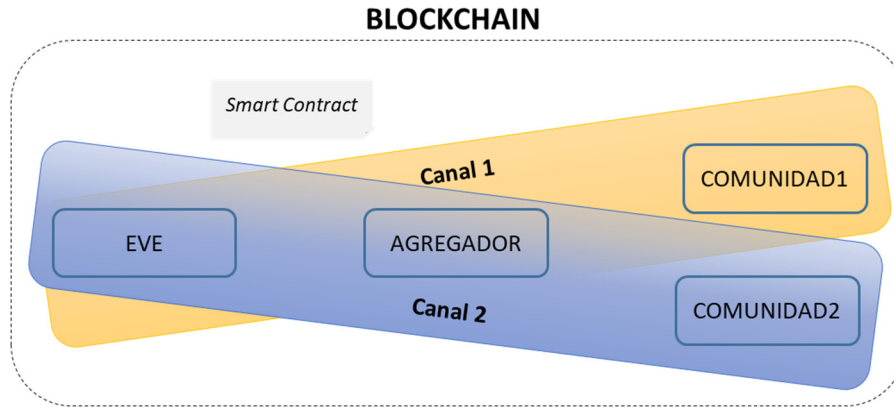 BLOCKCHAIN
Smart Contract
Canal 1
COMUNIDAD1
EVE
AGREGADOR
Canal 2
COMUNIDAD2